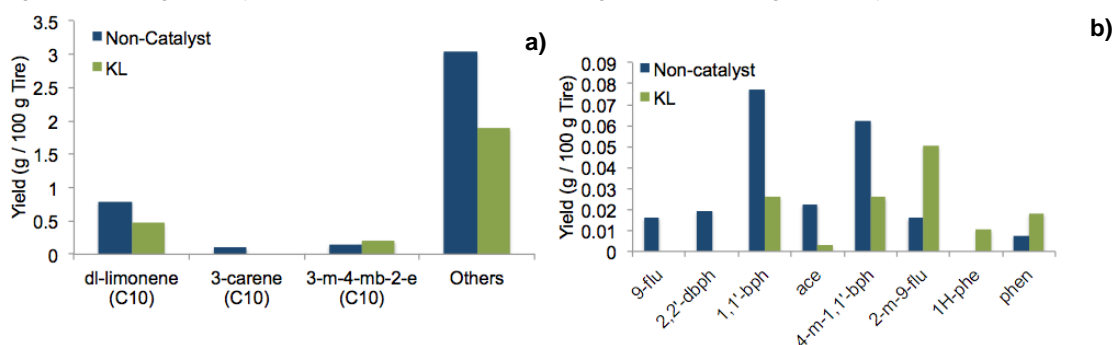 a)
Yield (g / 100 g Tire)
3.5
3
2.5
2
1.5
1
0.5
0
Non-Catalyst
KL
dl-limonene
(C10)
3-carene
(C10)
3-m-4-mb-2-e
(C10)
Others
b)
Yield (g / 100 g Tire)
0.09
0.08
0.07
0.06
0.05
0.04
0.03
0.02
0.01
0
Non-catalyst
KL
9-flu
2,2'-dbph
1,1'-bph
ace
4-m-1,1'-bph
2-m-9-flu
1H-phe
phen